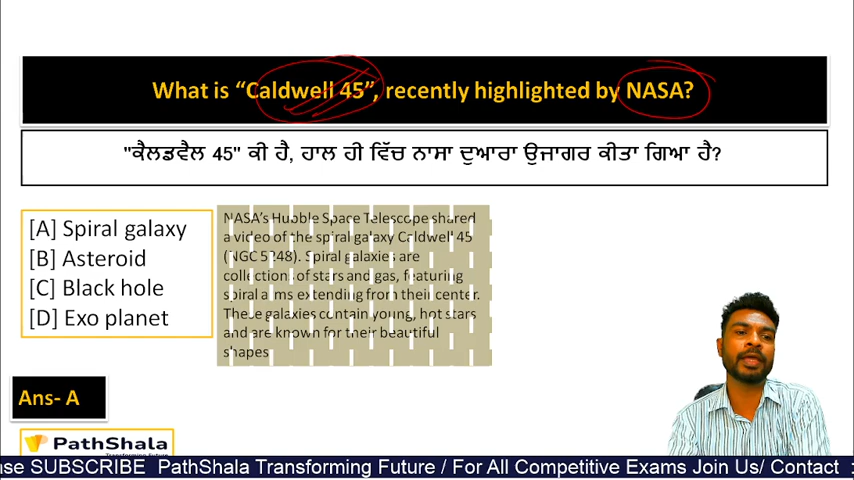 What is “Caldwell 45”, recently highlighted by NASA?
"ਕੈਲਡਵੈਲ 45" ਕੀ ਹੈ, ਹਾਲ ਹੀ ਵਿੱਚ ਨਾਸਾ ਦੁਆਰਾ ਉਜਾਗਰ ਕੀਤਾ ਗਿਆ ਹੈ?
[A] Spiral galaxy
[B] Asteroid
[C] Black hole
[D] Exo planet
NASA's Hubble Space Telescope shared
a video of the spiral galaxy Caldwell 45
(NGC 5248). Spiral galaxies are
collections of stars and gas, featuring
spiral arms extending from their center.
These galaxies contain young, hot stars
and are known for their beautiful
shapes
Ans- A
PathShala
Transforming Future
se SUBSCRIBE PathShala Transforming Future / For All Competitive Exams Join Us/ Contact :